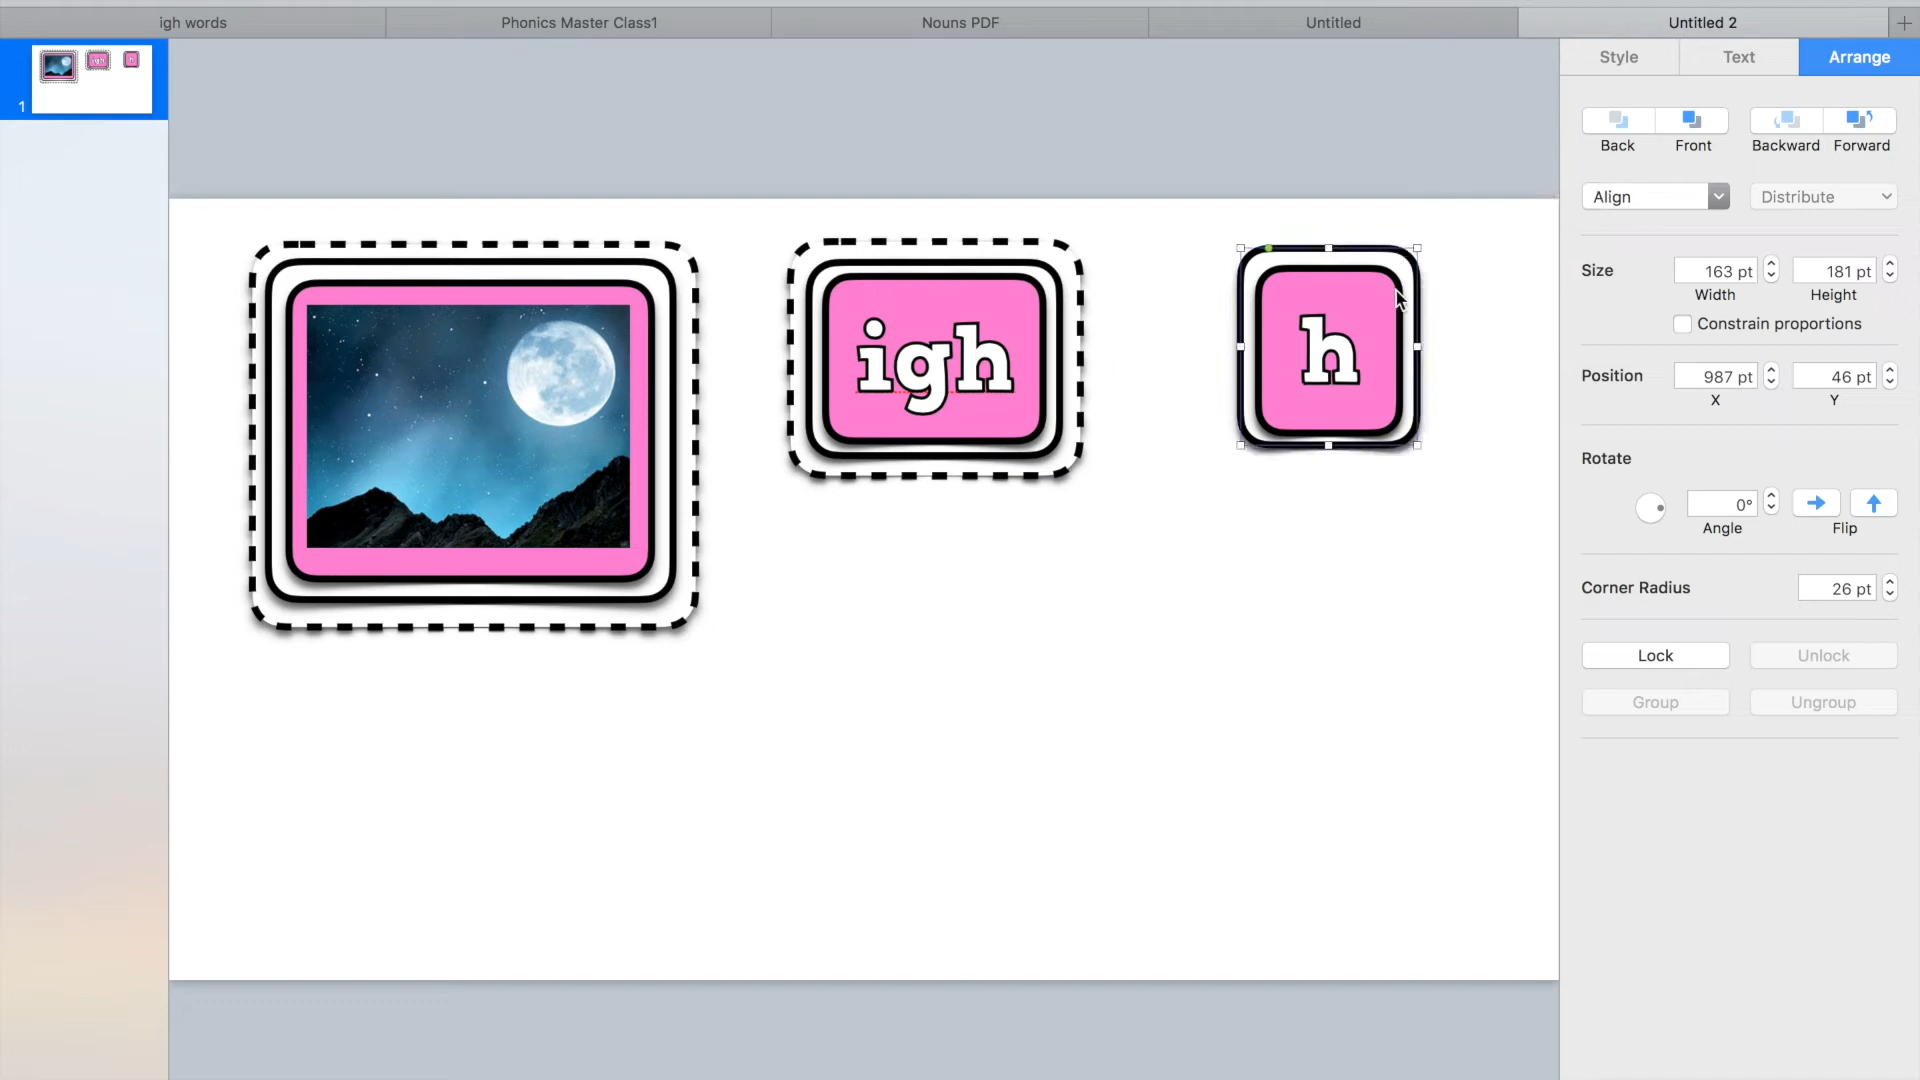 igh words
Phonics Master Class1
Nouns PDF
Untitled
Untitled 2
Style
Text
Arrange
1
igh
h
Back
Front
Backward
Forward
Align
Distribute
Size
163 pt
181 pt
Width
Height
Constrain proportions
Position
987 pt
46 pt
X
Y
Rotate
0°
Angle
Flip
Corner Radius
26 pt
Lock
Unlock
Group
Ungroup
igh
h